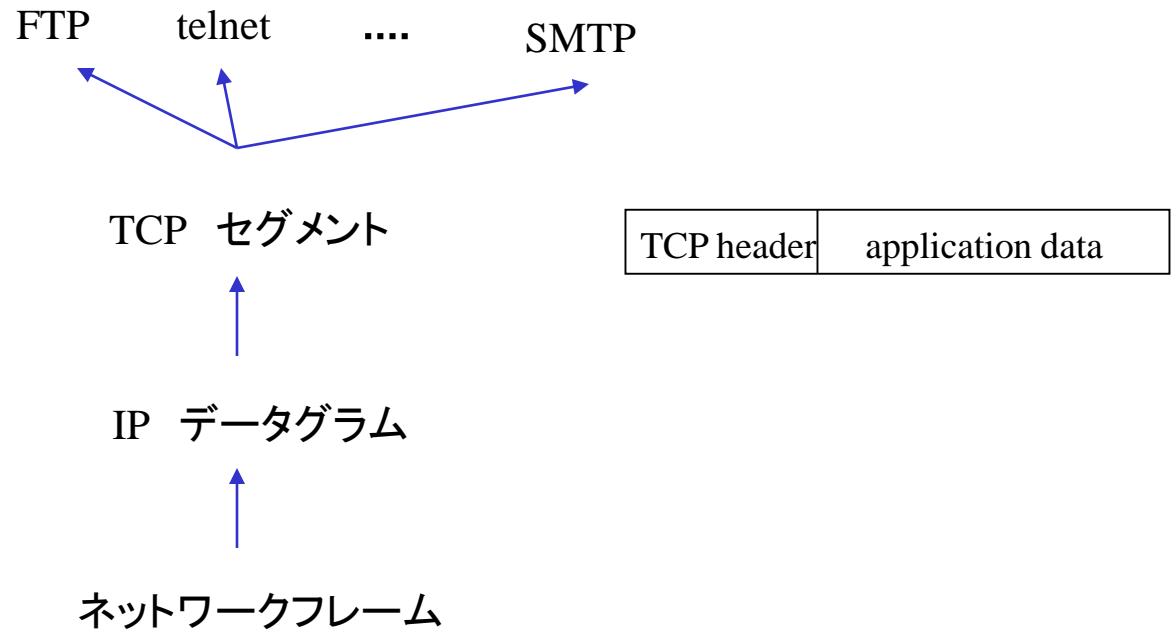 FTP telnet .... SMTP
TCP セグメント
TCP header application data
IP データグラム
ネットワークフレーム